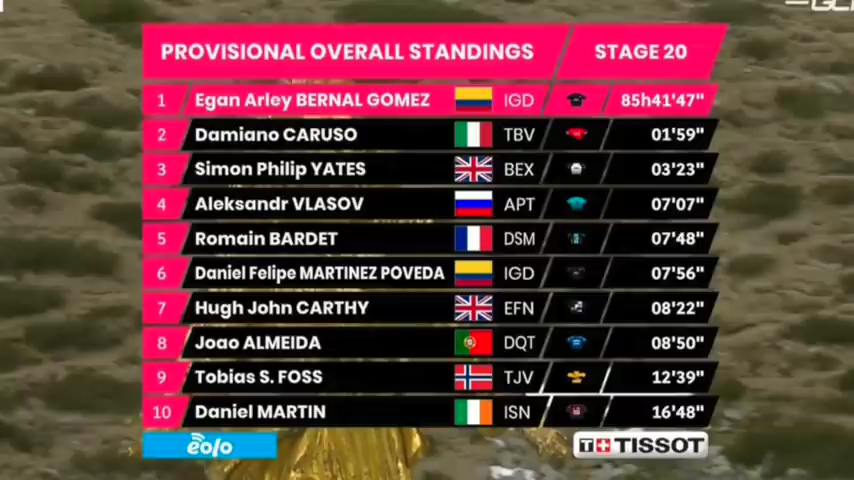 PROVISIONAL OVERALL STANDINGS STAGE 20
1 Egan Arley BERNAL GOMEZ IGD 85h41'47"
2 Damiano CARUSO TBV 01'59"
3 Simon Philip YATES BEX 03'23"
4 Aleksandr VLASOV APT 07'07"
5 Romain BARDET DSM 07'48"
6 Daniel Felipe MARTINEZ POVEDA IGD 07'56"
7 Hugh John CARTHY EFN 08'22"
8 Joao ALMEIDA DQT 08'50"
9 Tobias S. FOSS TJV 12'39"
10 Daniel MARTIN ISN 16'48"
eolo T+TISSOT